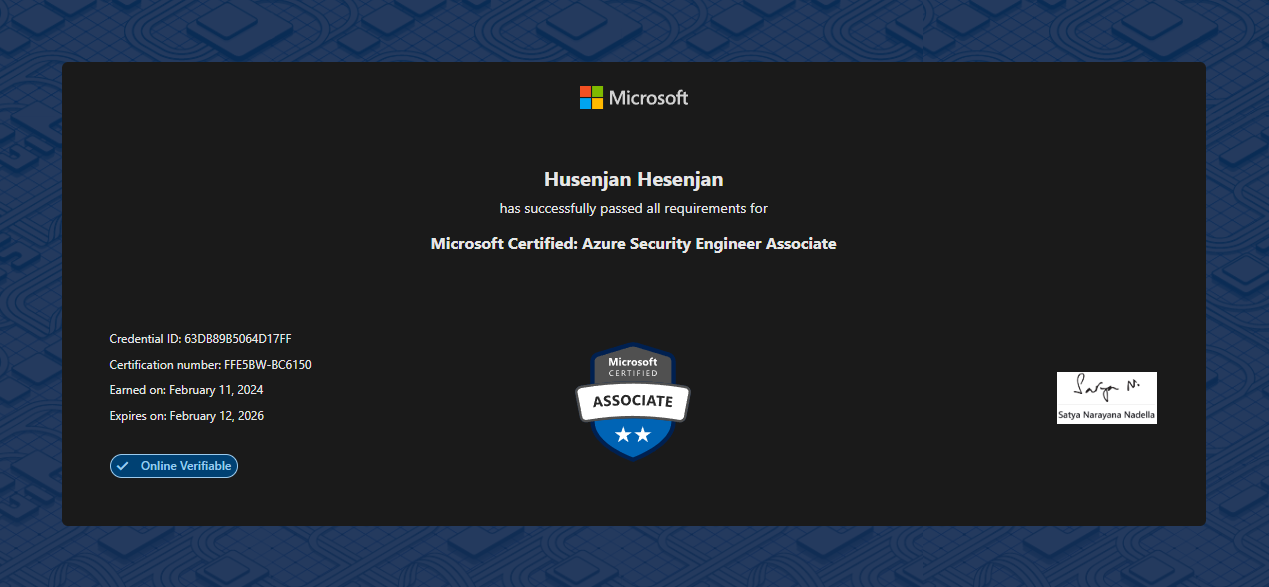 Microsoft
Husenjan Hesenjan
has successfully passed all requirements for
Microsoft Certified: Azure Security Engineer Associate
Credential ID: 63DB89B5064D17FF
Certification number: FFE5BW-BC6150
Earned on: February 11, 2024
Expires on: February 12, 2026
Online Verifiable
Microsoft
CERTIFIED
ASSOCIATE
Satya N.
Satya Narayana Nadella